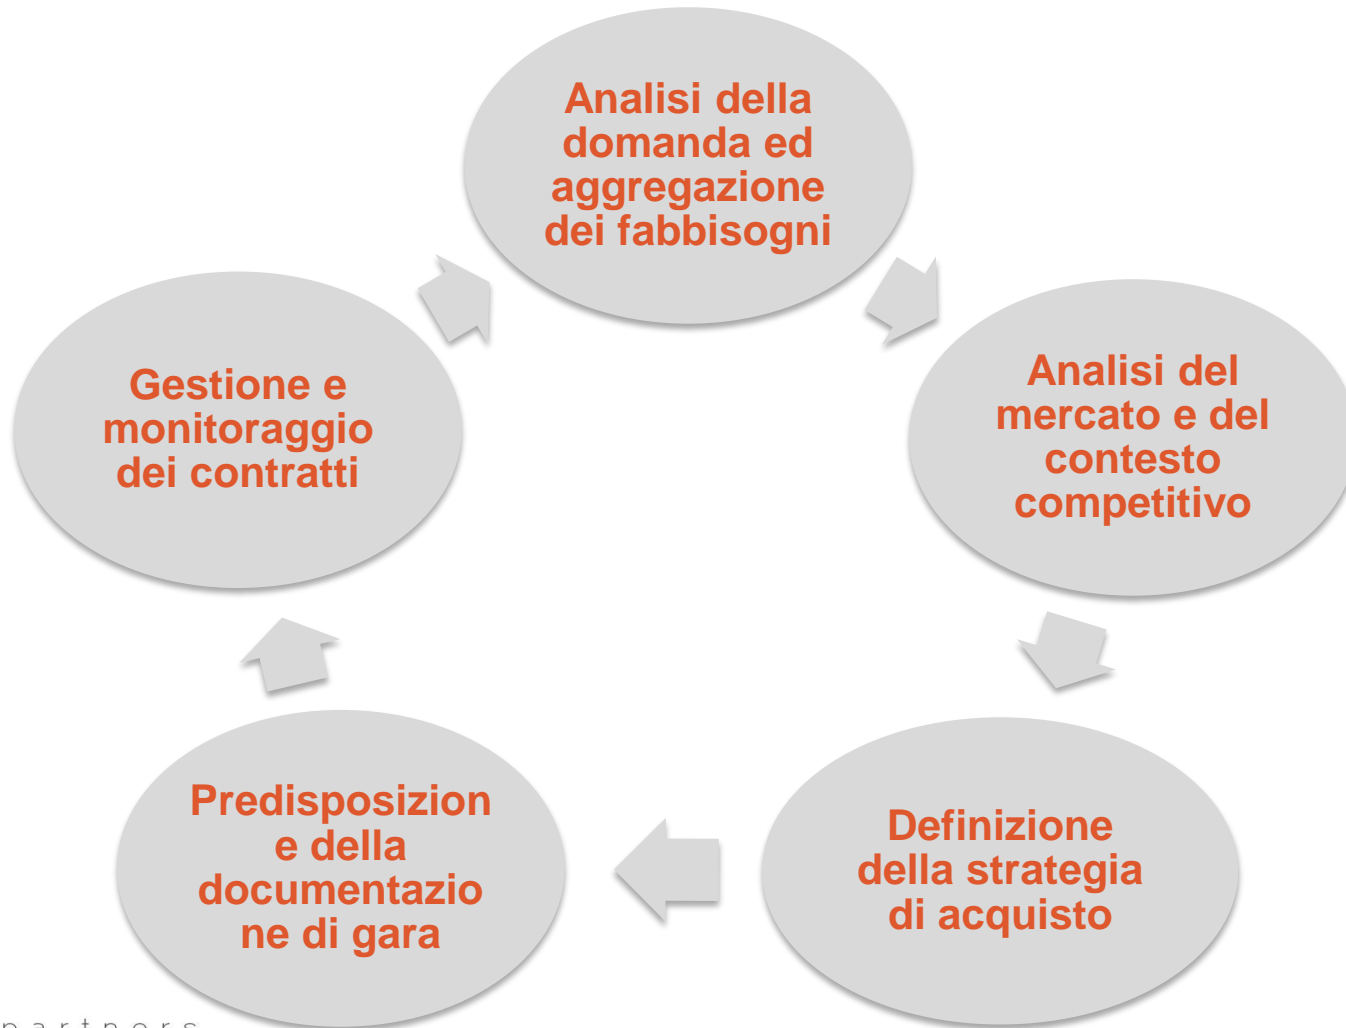 Analisi della
domanda ed
aggregazione
dei fabbisogni
Analisi del
mercato e del
contesto
competitivo
Definizione
della strategia
di acquisto
Predisposizion
e della
documentazio
ne di gara
Gestione e
monitoraggio
dei contratti
partners